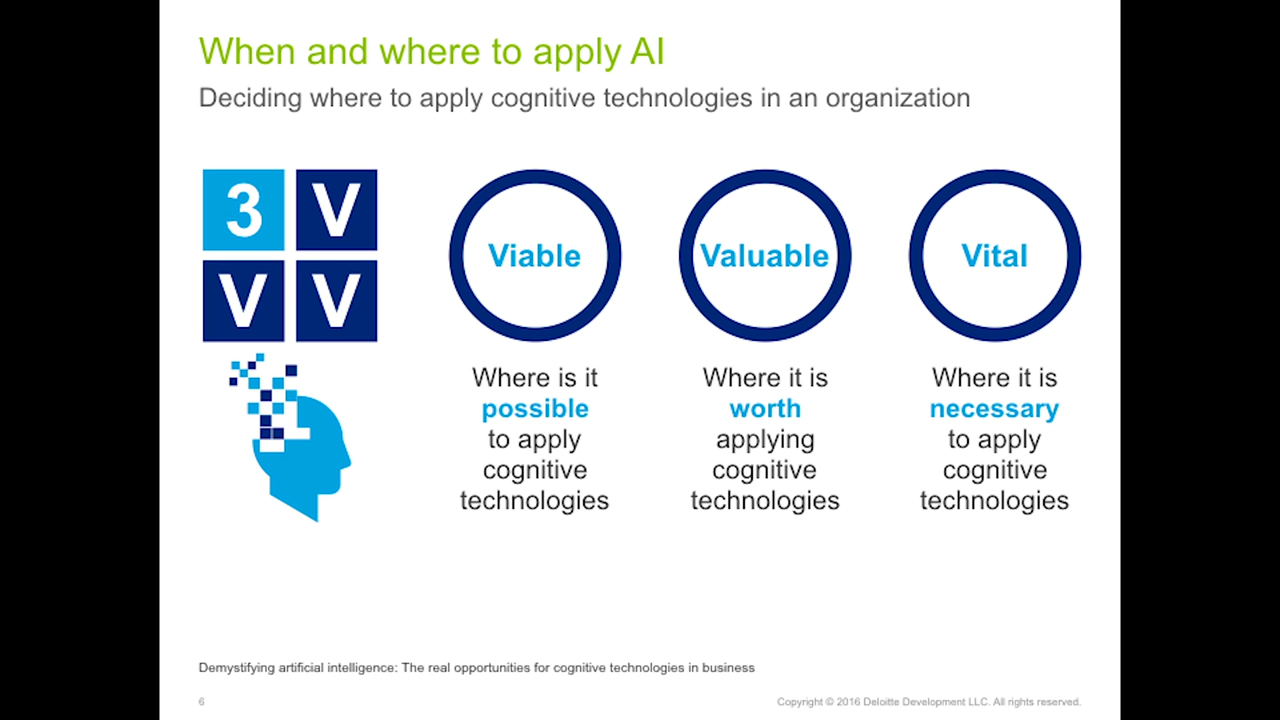 When and where to apply AI
Deciding where to apply cognitive technologies in an organization
3 V
V V
Viable
Valuable
Vital
Where is it
possible
to apply
cognitive
technologies
Where it is
worth
applying
cognitive
technologies
Where it is
necessary
to apply
cognitive
technologies
Demystifying artificial intelligence: The real opportunities for cognitive technologies in business
6
Copyright © 2016 Deloitte Development LLC. All rights reserved.